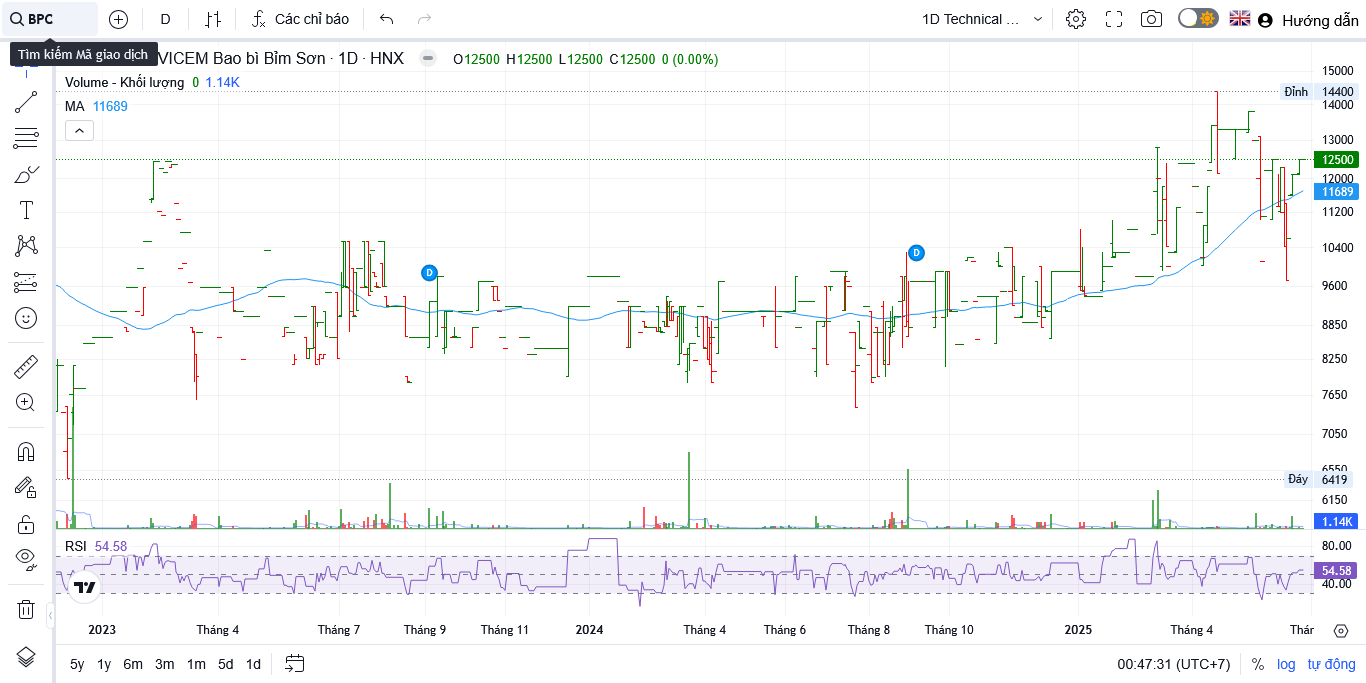 BPC D Các chỉ báo 1D Technical ... Hướng dẫn
Tìm kiếm Mã giao dịch
VICEM Bao bì Bỉm Sơn · 1D · HNX O12500 H12500 L12500 C12500 0 (0.00%)
Volume - Khối lượng 0 1.14K
MA 11689
15000
Đỉnh 14400
14000
13000
12500
12000
11689
11200
D
10400
D
9600
8850
8250
7650
7050
6550
Đáy 6419
6150
1.14K
RSI 54.58
80.00
54.58
40.00
2023 Tháng 4 Tháng 7 Tháng 9 Tháng 11 2024 Tháng 4 Tháng 6 Tháng 8 Tháng 10 2025 Tháng 4 Thár
5y 1y 6m 3m 1m 5d 1d 00:47:31 (UTC+7) % log tự động